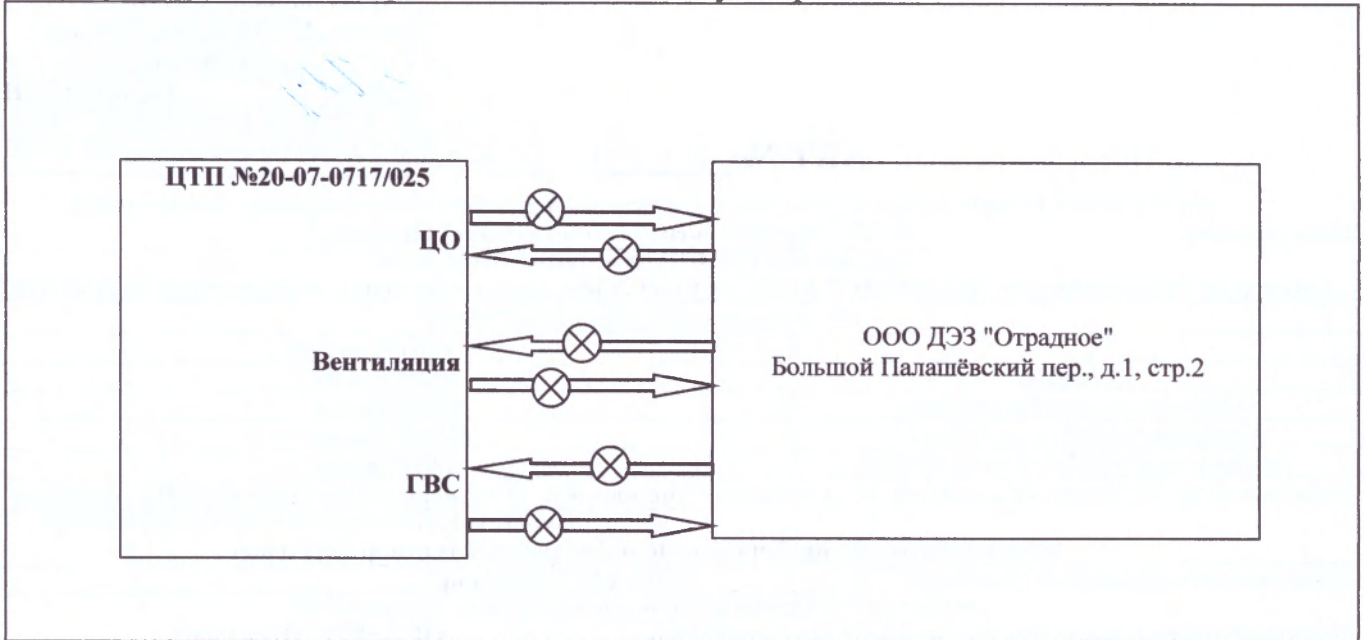 ЦТП №20-07-0717/025
ЦО
Вентиляция
ГВС
ООО ДЭЗ "Отрадное"
Большой Палашёвский пер., д.1, стр.2